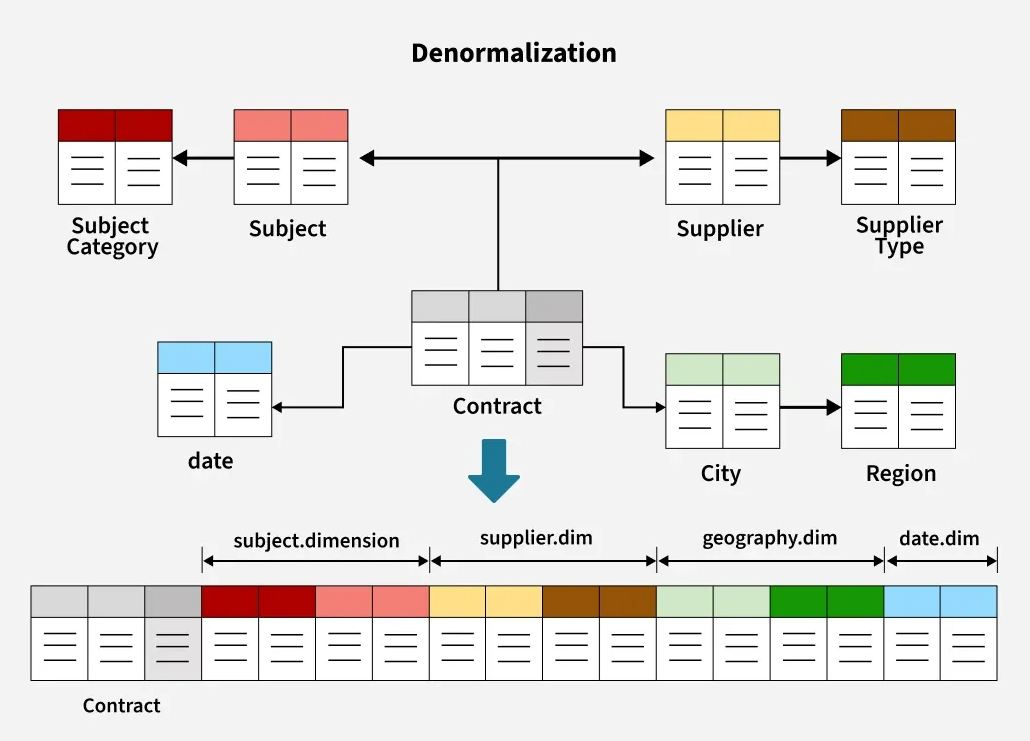 Denormalization
Subject
Category
Subject
Supplier
Supplier
Type
Contract
date
City
Region
subject.dimension
supplier.dim
geography.dim
date.dim
Contract